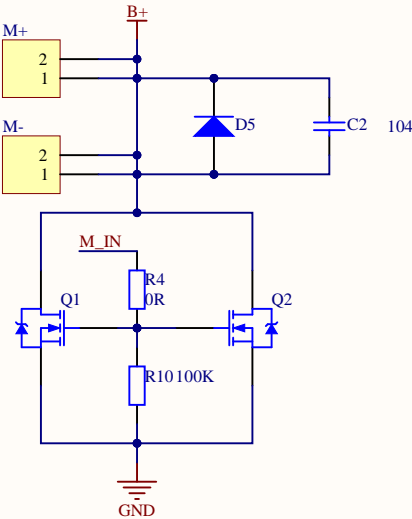 B+
M+
2
1
M-
2
1
D5
C2 104
M_IN
R4
0R
Q1
Q2
R10 100K
GND